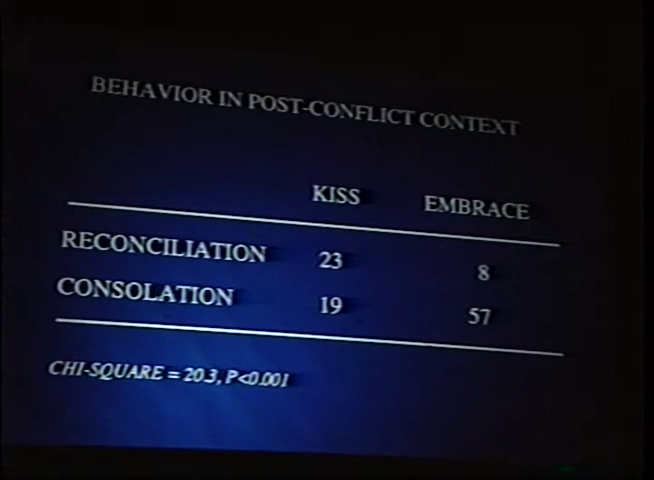 BEHAVIOR IN POST-CONFLICT CONTEXT
KISS EMBRACE
RECONCILIATION 23 8
CONSOLATION 19 57
CHI-SQUARE = 20.3, P<0.001